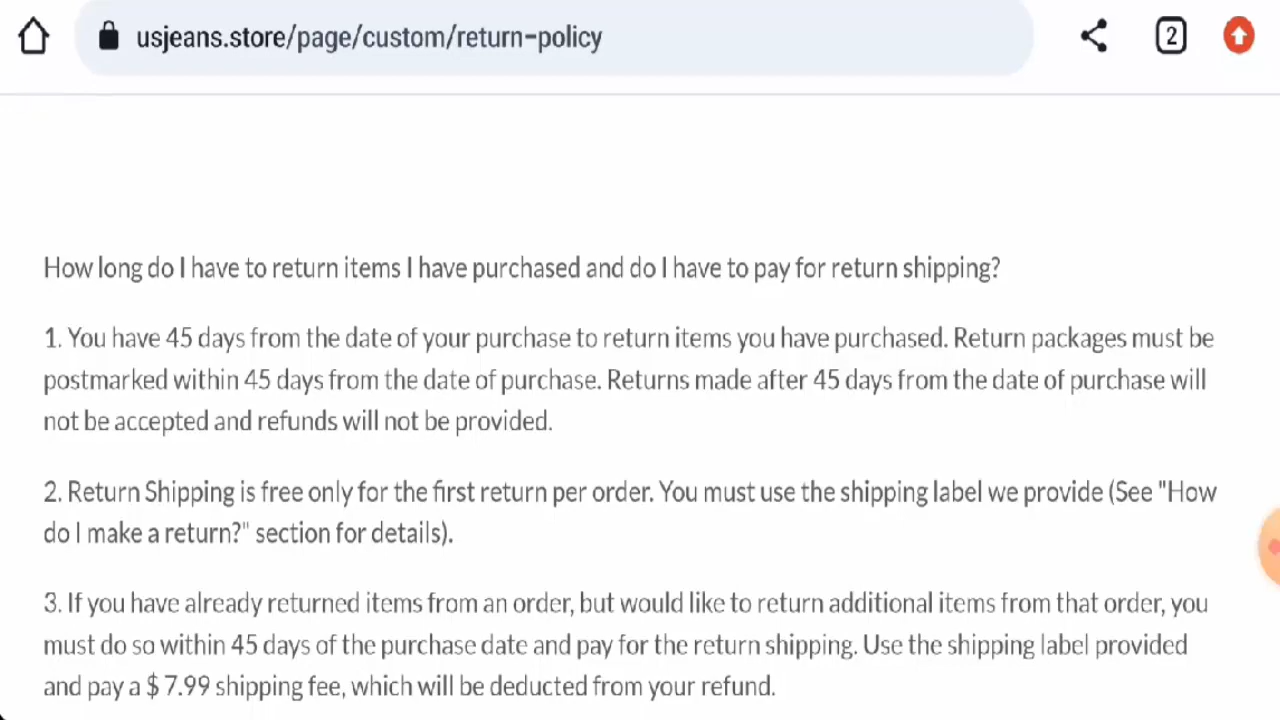 usjeans.store/page/custom/return-policy
2
How long do I have to return items I have purchased and do I have to pay for return shipping?
1. You have 45 days from the date of your purchase to return items you have purchased. Return packages must be
postmarked within 45 days from the date of purchase. Returns made after 45 days from the date of purchase will
not be accepted and refunds will not be provided.
2. Return Shipping is free only for the first return per order. You must use the shipping label we provide (See "How
do I make a return?" section for details).
3. If you have already returned items from an order, but would like to return additional items from that order, you
must do so within 45 days of the purchase date and pay for the return shipping. Use the shipping label provided
and pay a $ 7.99 shipping fee, which will be deducted from your refund.